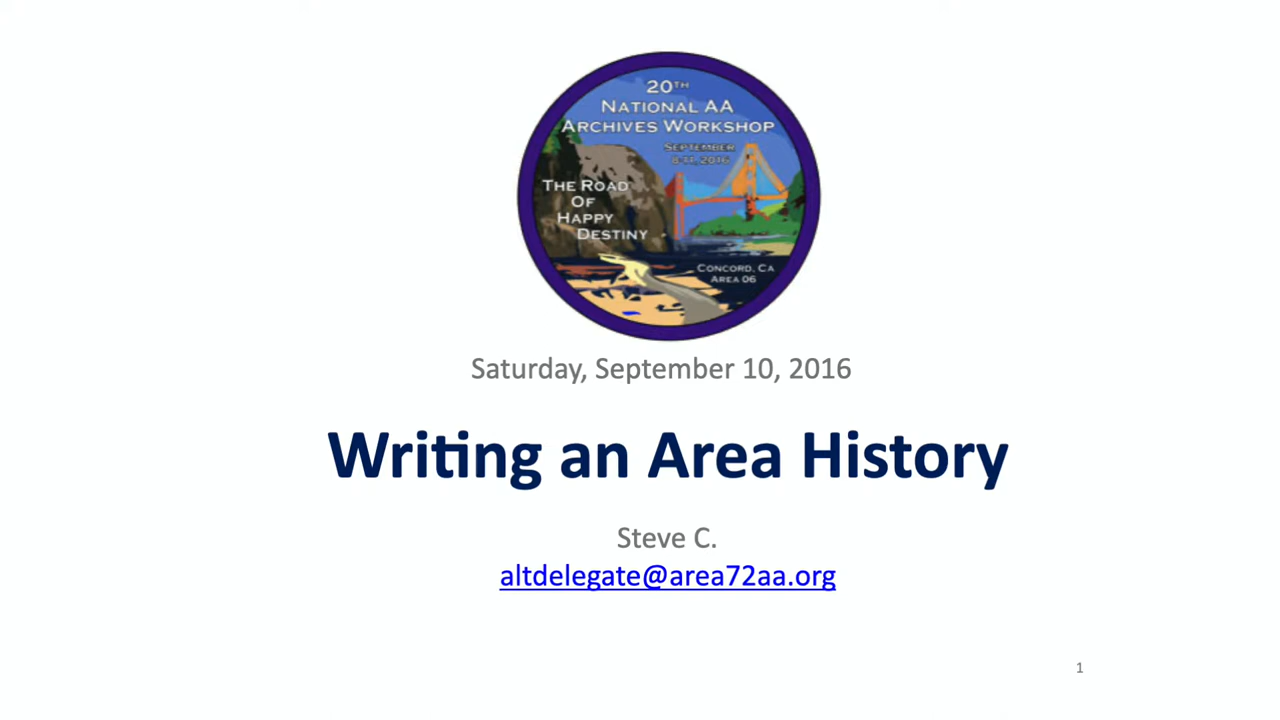 20TH
NATIONAL AA
ARCHIVES WORKSHOP
SEPTEMBER
8-11, 2016
THE ROAD
OF
HAPPY
DESTINY
CONCORD, CA
AREA 06
Saturday, September 10, 2016
Writing an Area History
Steve C.
altdelegate@area72aa.org
1